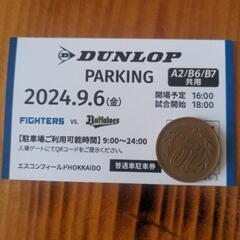 DUNLOP
PARKING
A2/B6/B7
共用
2024.9.6(金)
開場予定 16:00
試合開始 18:00
FIGHTERS vs. Buffaloes
【駐車場ご利用可能時間】9:00〜24:00
入場ゲートにてQRコードをご提示ください。
エスコンフィールドHOKKAIDO
普通車駐車券